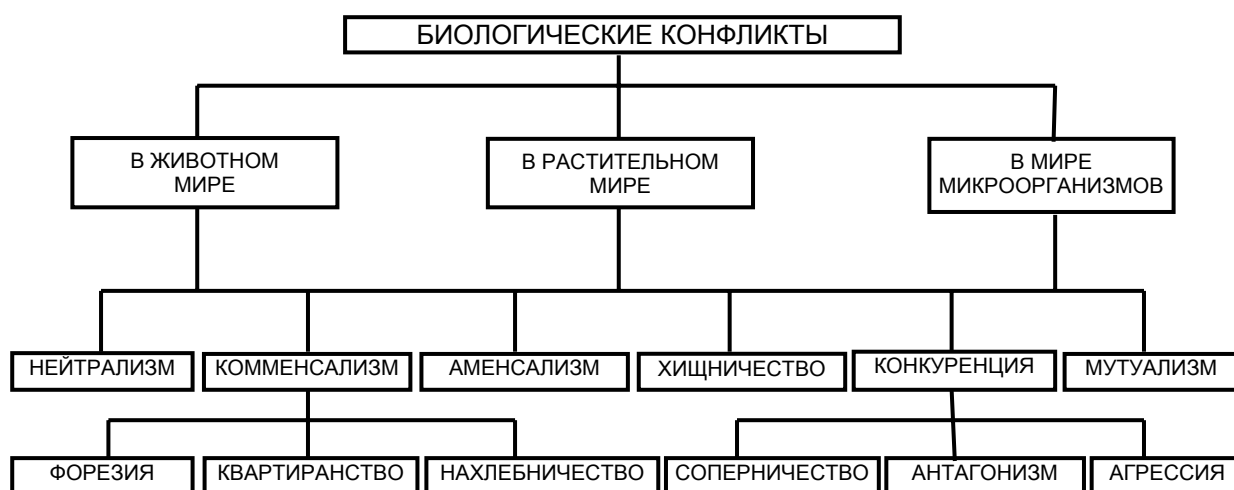 БИОЛОГИЧЕСКИЕ КОНФЛИКТЫ
В ЖИВОТНОМ
МИРЕ
В РАСТИТЕЛЬНОМ
МИРЕ
В МИРЕ
МИКРООРГАНИЗМОВ
НЕЙТРАЛИЗМ
КОММЕНСАЛИЗМ
АМЕНСАЛИЗМ
ХИЩНИЧЕСТВО
КОНКУРЕНЦИЯ
МУТУАЛИЗМ
ФОРЕЗИЯ
КВАРТИРАНСТВО
НАХЛЕБНИЧЕСТВО
СОПЕРНИЧЕСТВО
АНТАГОНИЗМ
АГРЕССИЯ